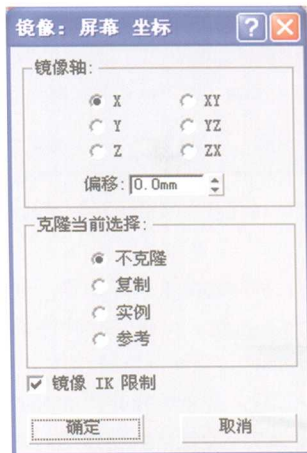 镜像: 屏幕 坐标
镜像轴:
X XY
Y YZ
Z ZX
偏移: 0.0mm
克隆当前选择:
不克隆
复制
实例
参考
镜像 IK 限制
确定 取消